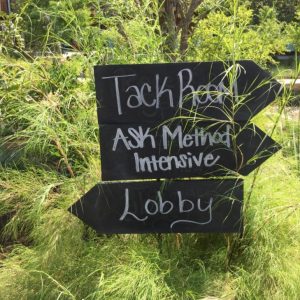 Tack Room
ASK Method
Intensive
Lobby